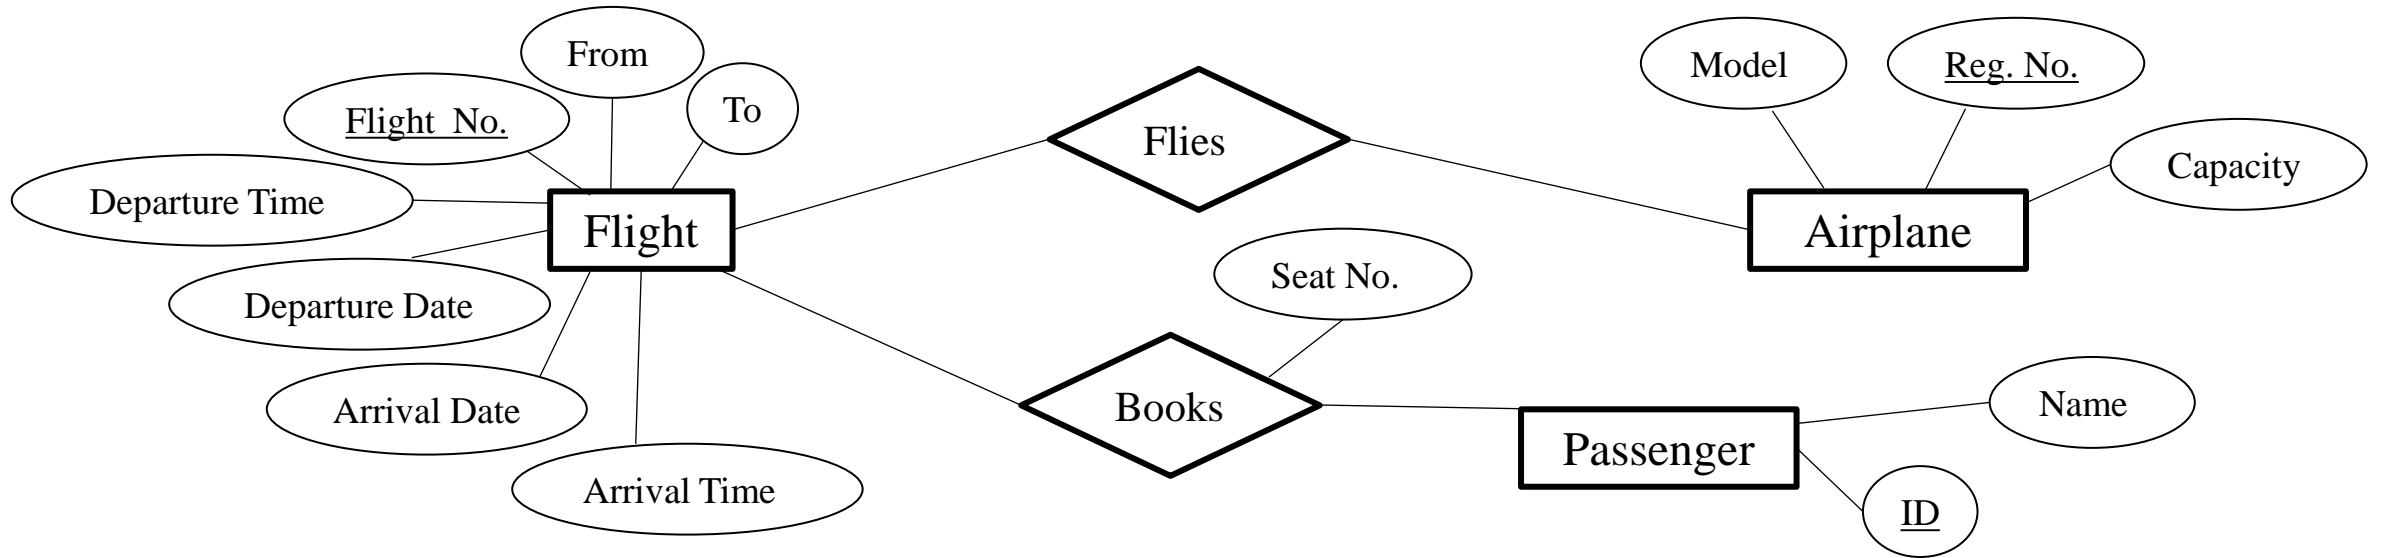 From
To
Model
Reg. No.
Flight  No.
Flies
Capacity
Departure Time
Flight
Airplane
Seat No.
Departure Date
Arrival Date
Books
Name
Passenger
Arrival Time
ID